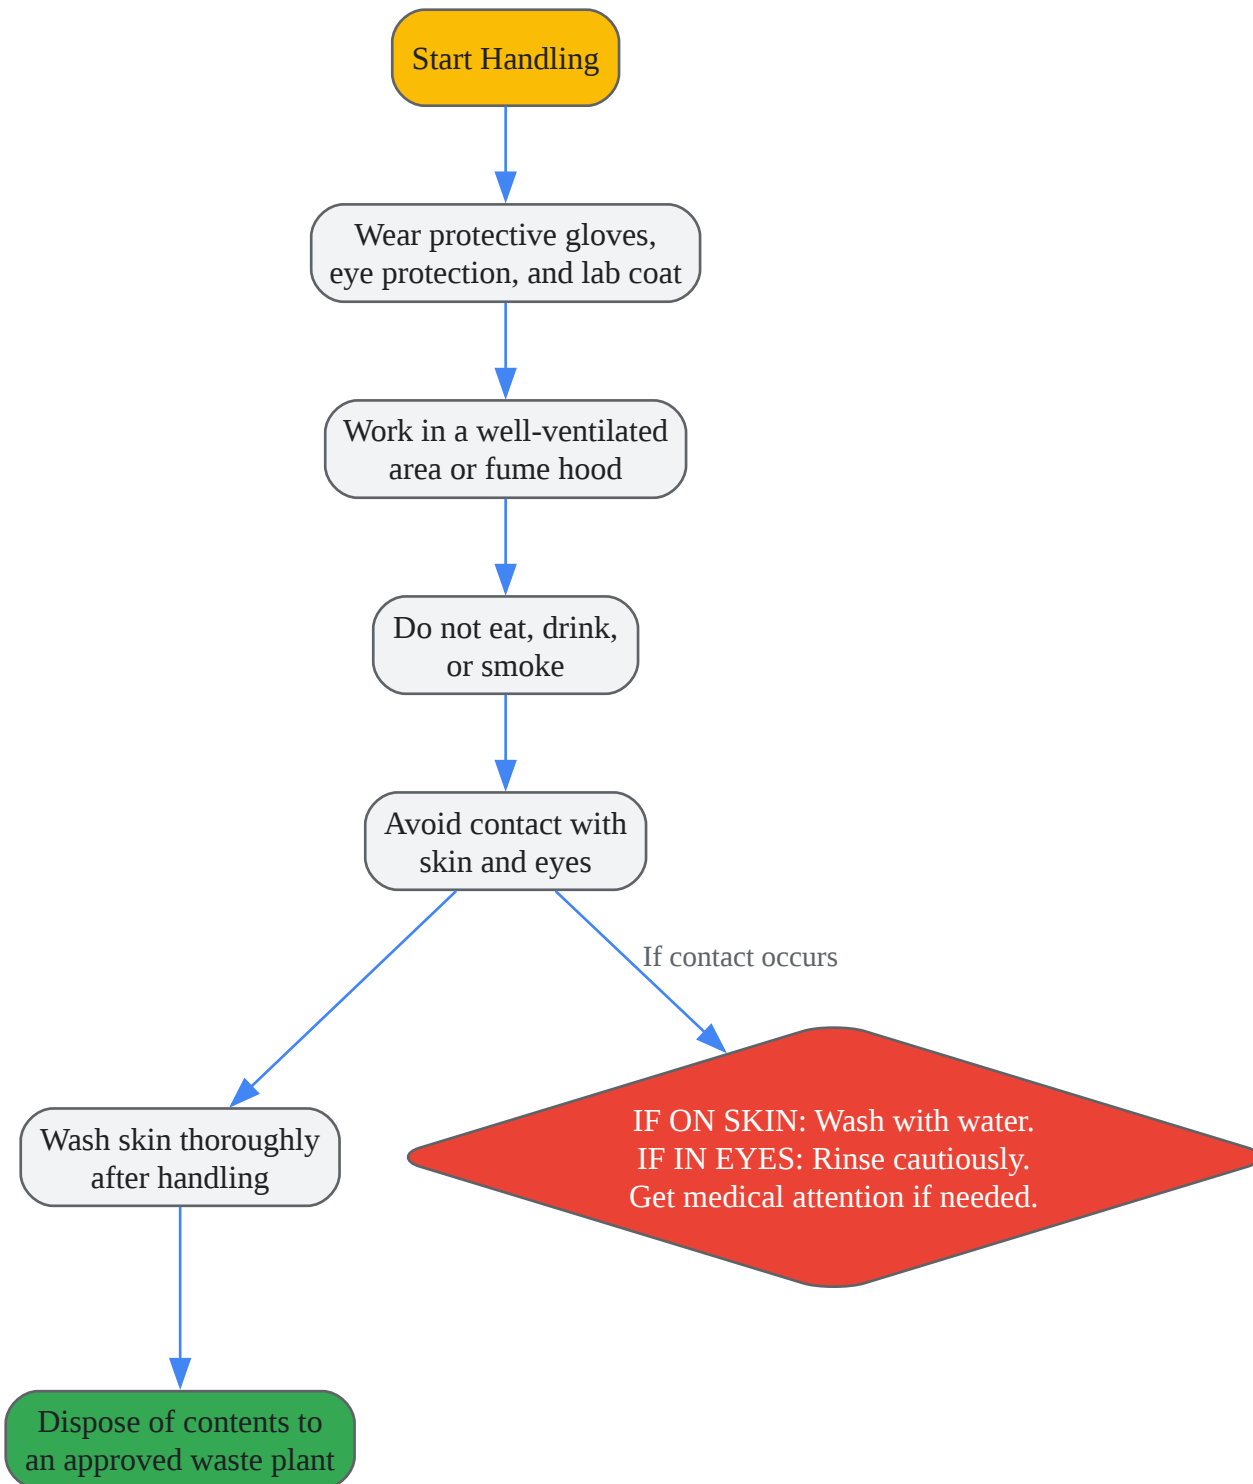 Start Handling
Wear protective gloves,
eye protection, and lab coat
Work in a well-ventilated
area or fume hood
Do not eat, drink,
or smoke
Avoid contact with
skin and eyes
If contact occurs
IF ON SKIN: Wash with water.
IF IN EYES: Rinse cautiously.
Get medical attention if needed.
Wash skin thoroughly
after handling
Dispose of contents to
an approved waste plant